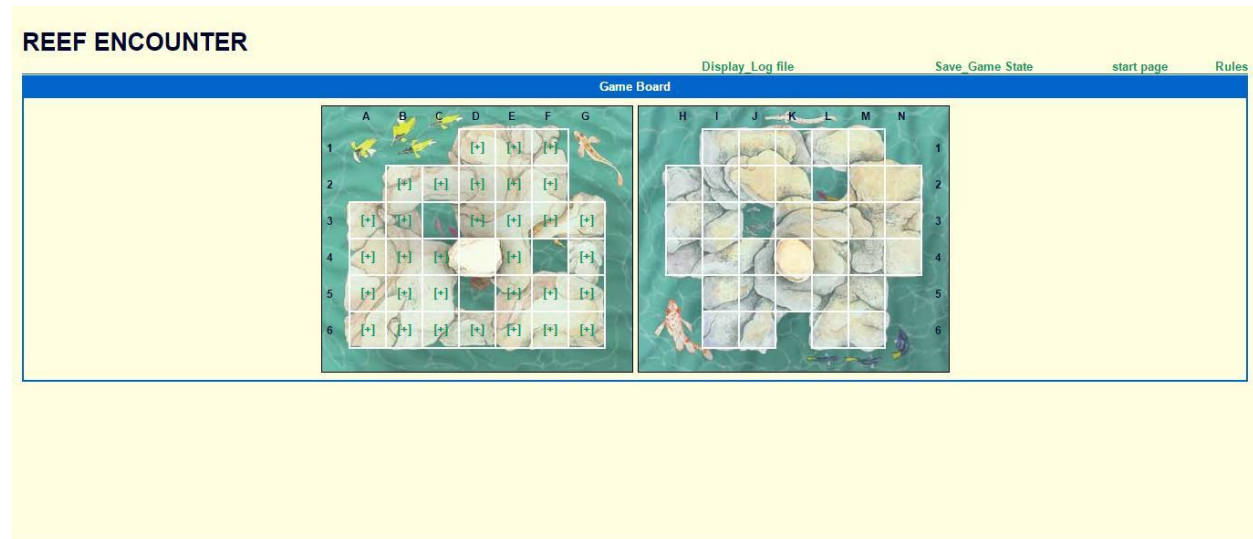 REEF ENCOUNTER
Display_Log file Save_Game State start page Rules
Game Board
A B C D E F G H I J K L M N
1 [+] [+] [+] 1
2 [+] [+] [+] [+] [+] 2
3 [+] [+] [+] [+] [+] [+] 3
4 [+] [+] [+] [+] [+] 4
5 [+] [+] [+] [+] [+] [+] 5
6 [+] [+] [+] [+] [+] [+] [+] 6